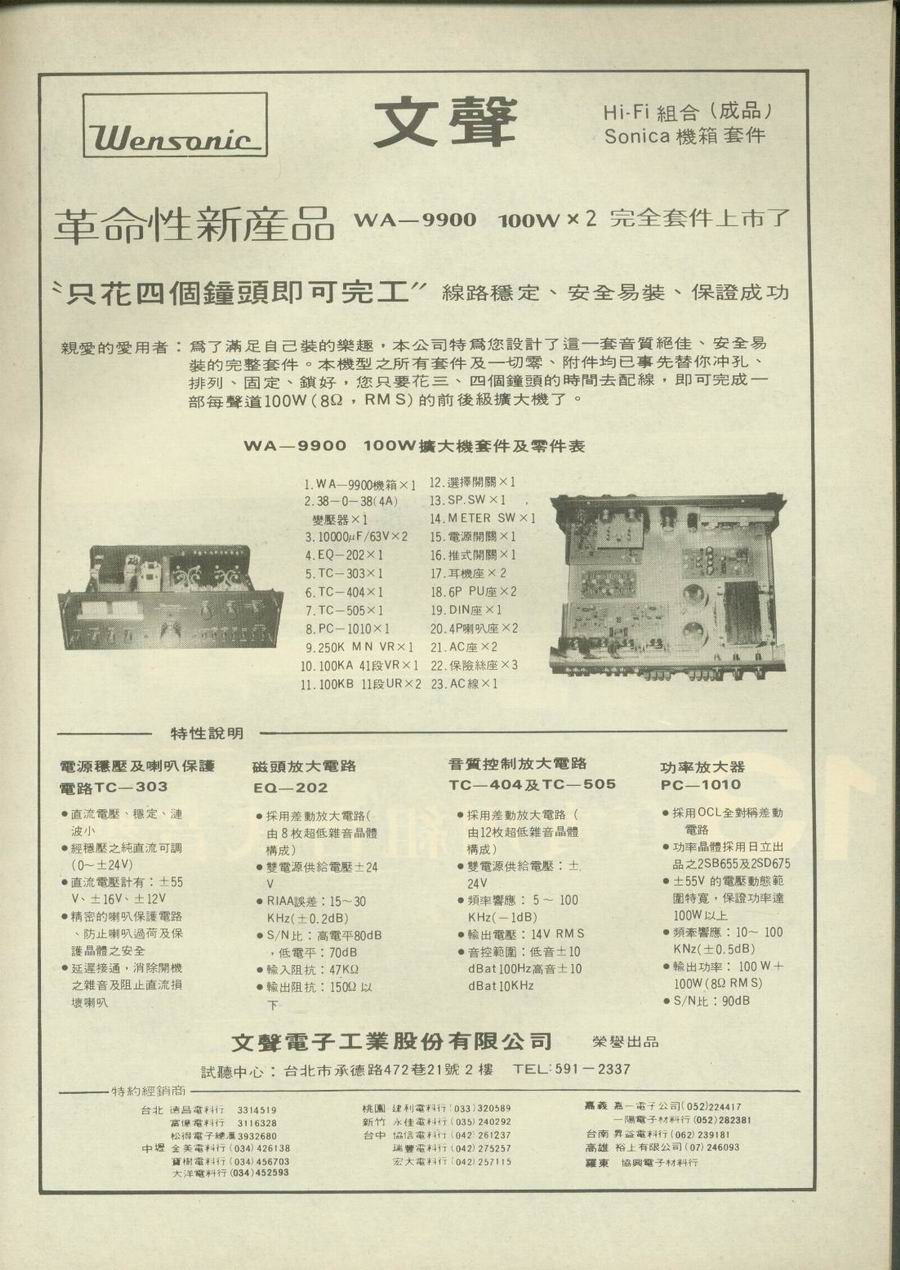 Wensonic
文聲
Hi-Fi 組合（成品）
Sonica 機箱 套件
革命性新産品 WA—9900 100W×2 完全套件上市了
〝只花四個鐘頭即可完工〞 線路穩定、安全易裝、保證成功
親愛的愛用者：爲了滿足自己裝的樂趣，本公司特爲您設計了這一套音質絕佳、安全易
裝的完整套件。本機型之所有套件及一切零、附件均已事先替你冲孔、
排列、固定、鎖好，您只要花三、四個鐘頭的時間去配線，即可完成一
部每聲道100W(8Ω，RMS)的前後級擴大機了。
WA—9900 100W擴大機套件及零件表
1.WA—9900機箱×1
2.38—0—38(4A)
變壓器×1
3.10000μF/63V×2
4.EQ—202×1
5.TC—303×1
6.TC—404×1
7.TC—505×1
8.PC—1010×1
9.250K MN VR×1
10.100KA 41段VR×1
11.100KB 11段UR×2
12.選擇開關×1
13.SP.SW×1
14.METER SW×1
15.電源開關×1
16.推式開關×1
17.耳機座×2
18.6P PU座×2
19.DIN座×1
20.4P喇叭座×2
21.AC座×2
22.保險絲座×3
23.AC線×1
特性說明
電源穩壓及喇叭保護
電路TC—303
●直流電壓、穩定、漣
波小
●經穩壓之純直流可調
(0～±24V)
●直流電壓計有：±55
V、±16V、±12V
●精密的喇叭保護電路
、防止喇叭過荷及保
護晶體之安全
●延遲接通，消除開機
之雜音及阻止直流損
壞喇叭
磁頭放大電路
EQ—202
●採用差動放大電路(
由8枚超低雜音晶體
構成)
●雙電源供給電壓±24
V
●RIAA誤差：15～30
KHz(±0.2dB)
●S/N比：高電平80dB
，低電平：70dB
●輸入阻抗：47KΩ
●輸出阻抗：150Ω以
下
音質控制放大電路
TC—404及TC—505
●採用差動放大電路（
由12枚超低雜音晶體
構成）
●雙電源供給電壓：±
24V
●頻率響應：5～100
KHz(－1dB)
●輸出電壓：14V RMS
●音控範圍：低音±10
dBat100Hz高音±10
dBat10KHz
功率放大器
PC—1010
●採用OCL全對稱差動
電路
●功率晶體採用日立出
品之2SB655及2SD675
●±55V的電壓動態範
圍特寬，保證功率達
100W以上
●頻率響應：10～100
KNz(±0.5dB)
●輸出功率：100W＋
100W(8Ω RMS)
●S/N比：90dB
文聲電子工業股份有限公司 榮譽出品
試聽中心：台北市承德路472巷21號2樓 TEL:591—2337
特約經銷商
台北 3314519
富偉電料行 3116328
松得電子 3932680
中壢 全美電料行(034)426138
寶樹電料行(034)456703
大洋電料行(034)452593
桃園 建利電料行(033)320589
新竹 永佳電料行(035)240292
台中 協信電料行(042)261237
瑞豐電料行(042)275257
宏大電料行(042)257115
嘉義 嘉一電子公司(052)224417
一陽電子材料行(052)282381
台南 昇益電料行(062)239181
高雄 裕上有限公司(07)246093
羅東 協興電子材料行